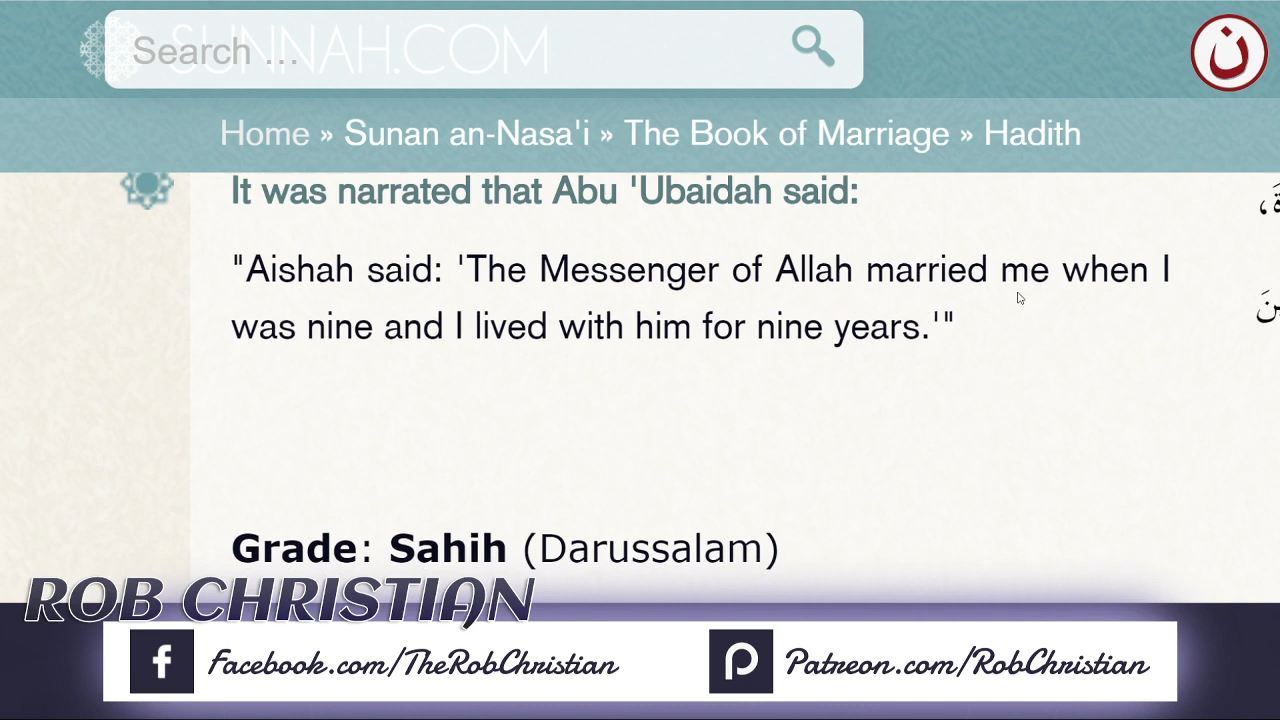 SUNNAH.COM
Search ...
ن
Home » Sunan an-Nasa'i » The Book of Marriage » Hadith
It was narrated that Abu 'Ubaidah said:
"Aishah said: 'The Messenger of Allah married me when I
was nine and I lived with him for nine years.'"
Grade: Sahih (Darussalam)
ROB CHRISTIAN
Facebook.com/TheRobChristian
Patreon.com/RobChristian